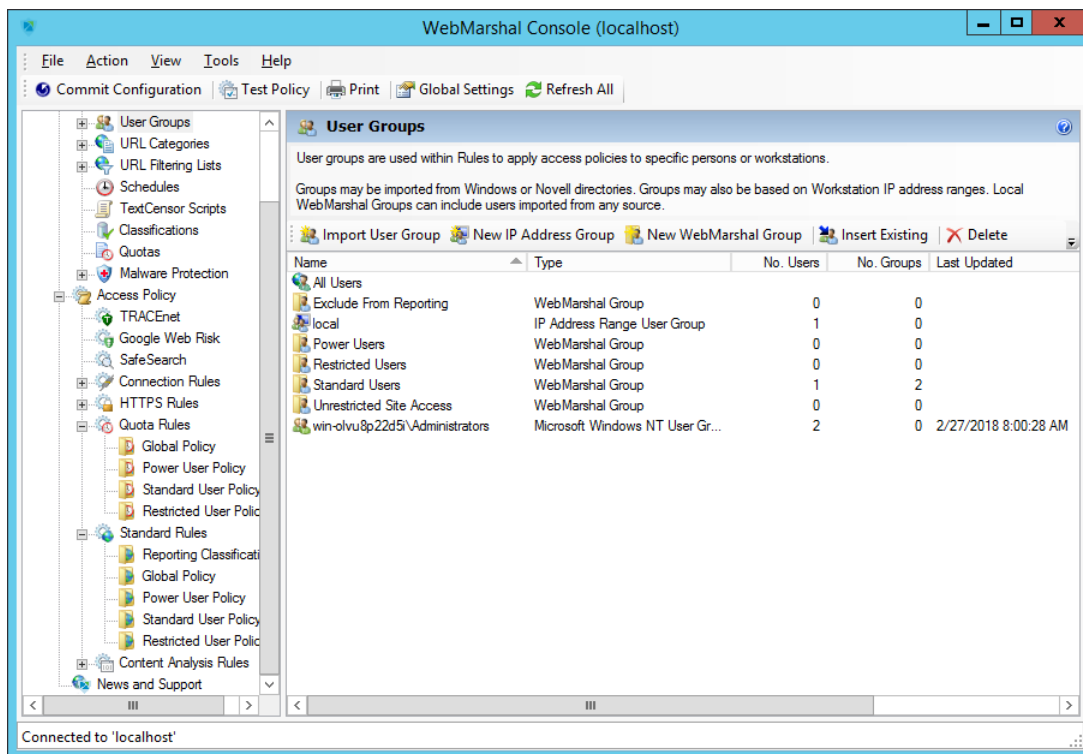 WebMarshal Console (localhost)
File Action View Tools Help
Commit Configuration Test Policy Print Global Settings Refresh All
User Groups
URL Categories
URL Filtering Lists
Schedules
TextCensor Scripts
Classifications
Quotas
Malware Protection
Access Policy
TRACEnet
Google Web Risk
SafeSearch
Connection Rules
HTTPS Rules
Quota Rules
Global Policy
Power User Policy
Standard User Policy
Restricted User Polic
Standard Rules
Reporting Classificati
Global Policy
Power User Policy
Standard User Policy
Restricted User Polic
Content Analysis Rules
News and Support
User Groups
User groups are used within Rules to apply access policies to specific persons or workstations.
Groups may be imported from Windows or Novell directories. Groups may also be based on Workstation IP address ranges. Local
WebMarshal Groups can include users imported from any source.
Import User Group New IP Address Group New WebMarshal Group Insert Existing Delete
Name Type No. Users No. Groups Last Updated
All Users
Exclude From Reporting WebMarshal Group 0 0
local IP Address Range User Group 1 0
Power Users WebMarshal Group 0 0
Restricted Users WebMarshal Group 0 0
Standard Users WebMarshal Group 1 2
Unrestricted Site Access WebMarshal Group 0 0
win-olvu8p22d5i\Administrators Microsoft Windows NT User Gr... 2 0 2/27/2018 8:00:28 AM
Connected to 'localhost'